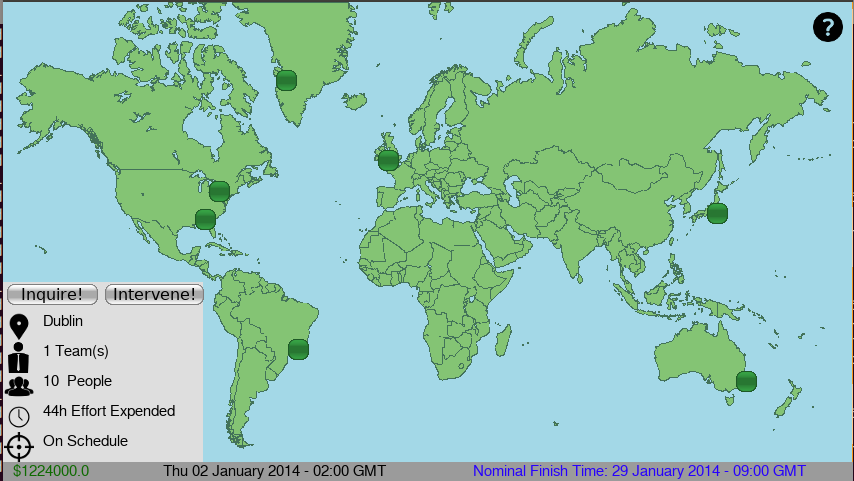 ?
Inquire! Intervene!
Dublin
1 Team(s)
10 People
44h Effort Expended
On Schedule
$1224000.0 Thu 02 January 2014 - 02:00 GMT Nominal Finish Time: 29 January 2014 - 09:00 GMT